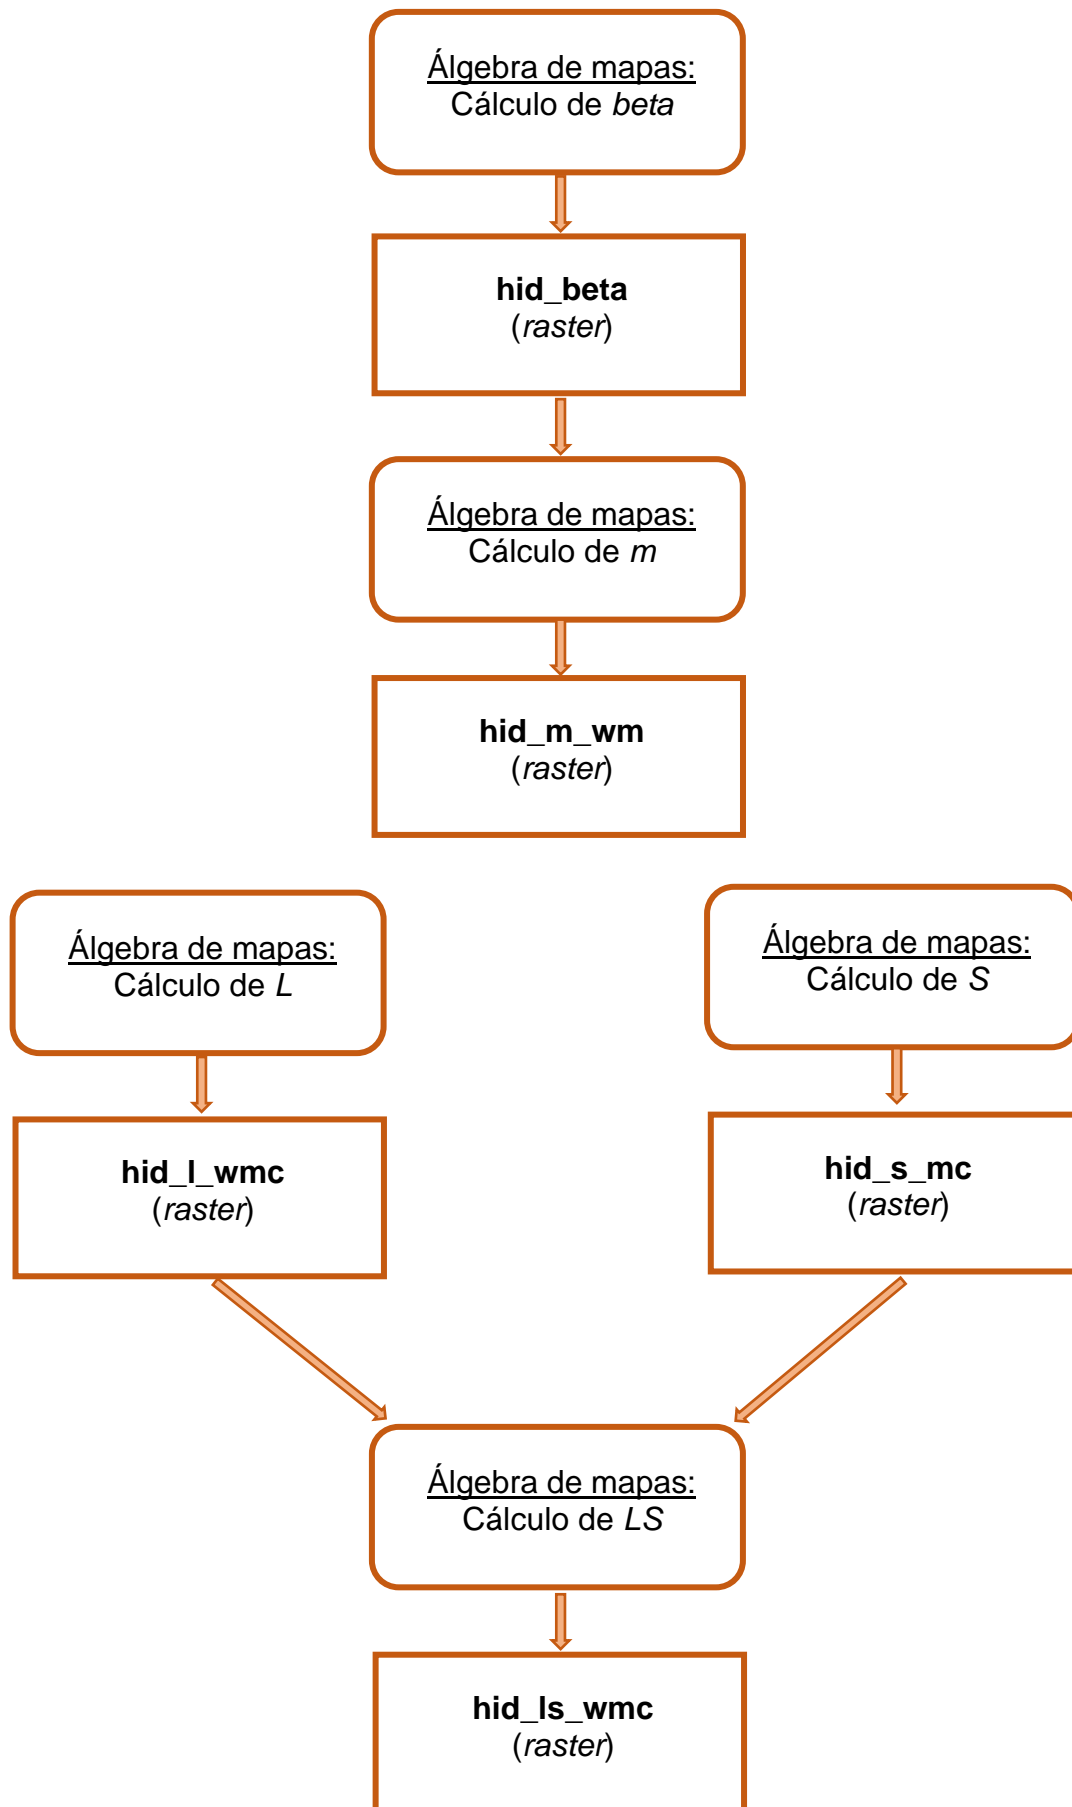 Álgebra de mapas:
Cálculo de beta
hid_beta
(raster)
Álgebra de mapas:
Cálculo de m
hid_m_wm
(raster)
Álgebra de mapas:
Cálculo de L
Álgebra de mapas:
Cálculo de S
hid_l_wmc
(raster)
hid_s_mc
(raster)
Álgebra de mapas:
Cálculo de LS
hid_ls_wmc
(raster)